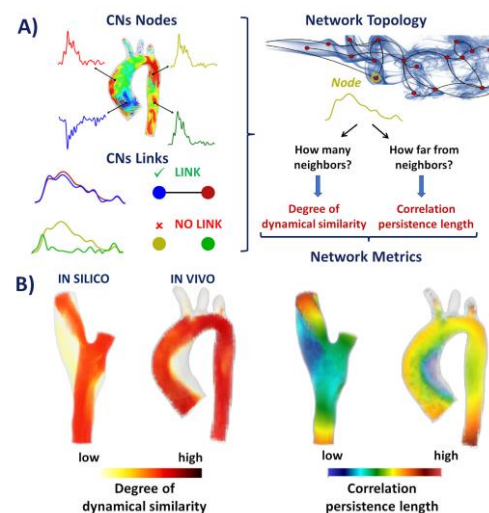 A)
CNs Nodes
CNs Links
✓ LINK
✗ NO LINK
Network Topology
Node
How many
neighbors?
How far from
neighbors?
Degree of
dynamical similarity
Correlation
persistence length
Network Metrics
B)
IN SILICO
IN VIVO
low
high
Degree of
dynamical similarity
low
high
Correlation
persistence length